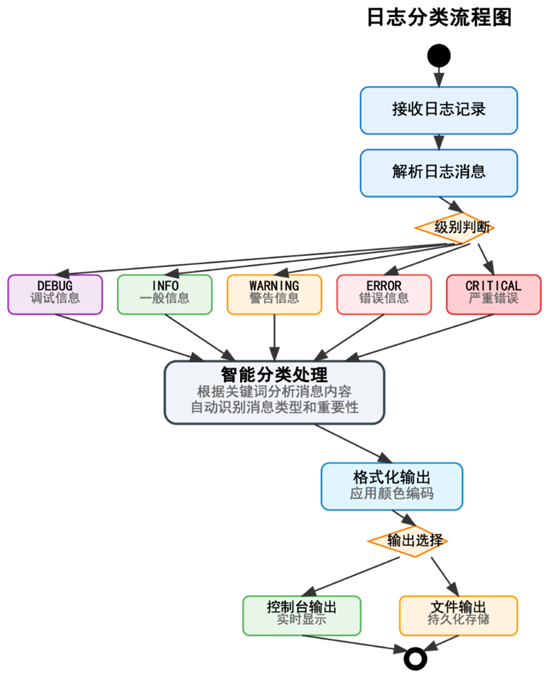 日志分类流程图
接收日志记录
解析日志消息
级别判断
DEBUG
调试信息
INFO
一般信息
WARNING
警告信息
ERROR
错误信息
CRITICAL
严重错误
智能分类处理
根据关键词分析消息内容
自动识别消息类型和重要性
格式化输出
应用颜色编码
输出选择
控制台输出
实时显示
文件输出
持久化存储